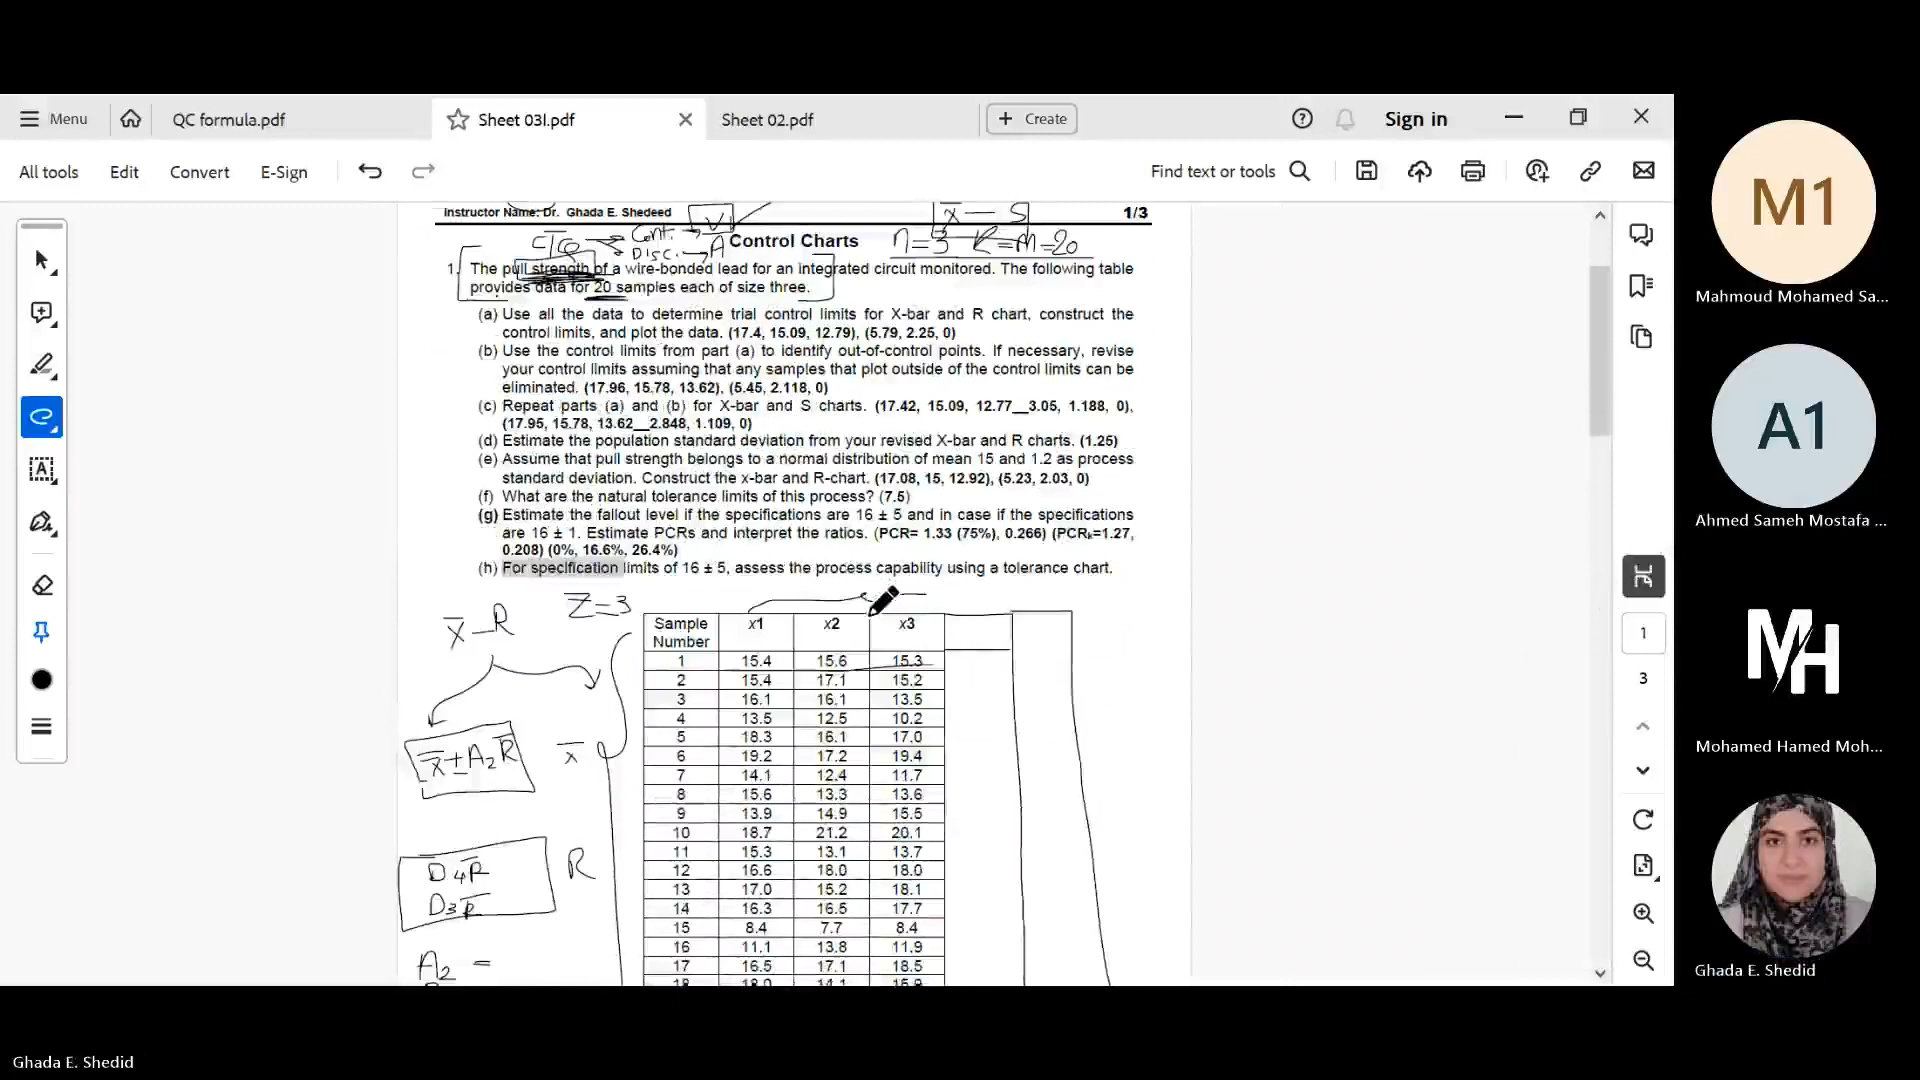 Menu
QC formula.pdf
Sheet 03I.pdf
Sheet 02.pdf
Create
Sign in
All tools
Edit
Convert
E-Sign
Find text or tools
Instructor Name: Dr. Ghada E. Shedeed
V
x̄ — S
1/3
CTQ Cont. →
Disc. → A
Control Charts
n=3 K=m=20
1. The pull strength of a wire-bonded lead for an integrated circuit monitored. The following table
provides data for 20 samples each of size three.
(a) Use all the data to determine trial control limits for X-bar and R chart, construct the
control limits, and plot the data. (17.4, 15.09, 12.79), (5.79, 2.25, 0)
(b) Use the control limits from part (a) to identify out-of-control points. If necessary, revise
your control limits assuming that any samples that plot outside of the control limits can be
eliminated. (17.96, 15.78, 13.62), (5.45, 2.118, 0)
(c) Repeat parts (a) and (b) for X-bar and S charts. (17.42, 15.09, 12.77__3.05, 1.188, 0),
(17.95, 15.78, 13.62__2.848, 1.109, 0)
(d) Estimate the population standard deviation from your revised X-bar and R charts. (1.25)
(e) Assume that pull strength belongs to a normal distribution of mean 15 and 1.2 as process
standard deviation. Construct the x-bar and R-chart. (17.08, 15, 12.92), (5.23, 2.03, 0)
(f) What are the natural tolerance limits of this process? (7.5)
(g) Estimate the fallout level if the specifications are 16 ± 5 and in case if the specifications
are 16 ± 1. Estimate PCRs and interpret the ratios. (PCR= 1.33 (75%), 0.266) (PCRₖ=1.27,
0.208) (0%, 16.6%, 26.4%)
(h) For specification limits of 16 ± 5, assess the process capability using a tolerance chart.
Z=3
x̄ – R
Sample Number x1 x2 x3
1 15.4 15.6 15.3
2 15.4 17.1 15.2
3 16.1 16.1 13.5
4 13.5 12.5 10.2
5 18.3 16.1 17.0
6 19.2 17.2 19.4
7 14.1 12.4 11.7
8 15.6 13.3 13.6
9 13.9 14.9 15.5
10 18.7 21.2 20.1
11 15.3 13.1 13.7
12 16.6 18.0 18.0
13 17.0 15.2 18.1
14 16.3 16.5 17.7
15 8.4 7.7 8.4
16 11.1 13.8 11.9
17 16.5 17.1 18.5
18 18.0 14.1 15.9
x̿ ± A₂R̄
x̄
D₄R̄
D₃R̄
R
A₂ =
1
3
M1
Mahmoud Mohamed Sa...
A1
Ahmed Sameh Mostafa ...
MH
Mohamed Hamed Moh...
Ghada E. Shedid
Ghada E. Shedid